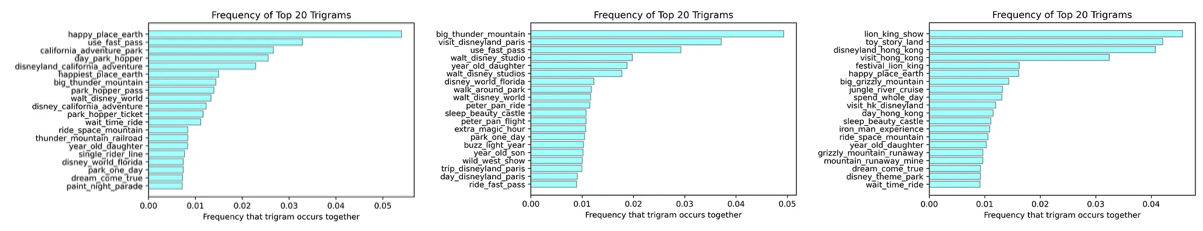 Frequency of Top 20 Trigrams
happy_place_earth
use_fast_pass
california_adventure_park
day_park_hopper
disneyland_california_adventure
happiest_place_earth
big_thunder_mountain
park_hopper_pass
walt_disney_world
disney_california_adventure
park_hopper_ticket
wait_time_ride
ride_space_mountain
thunder_mountain_railroad
year_old_daughter
single_rider_line
disney_world_florida
park_one_day
dream_come_true
paint_night_parade
0.00 0.01 0.02 0.03 0.04 0.05
Frequency that trigram occurs together
Frequency of Top 20 Trigrams
big_thunder_mountain
visit_disneyland_paris
use_fast_pass
walt_disney_studio
year_old_daughter
walt_disney_studios
disney_world_florida
walk_around_park
walt_disney_world
peter_pan_ride
sleep_beauty_castle
peter_pan_flight
extra_magic_hour
park_one_day
buzz_light_year
year_old_son
wild_west_show
trip_disneyland_paris
day_disneyland_paris
ride_fast_pass
0.00 0.01 0.02 0.03 0.04 0.05
Frequency that trigram occurs together
Frequency of Top 20 Trigrams
lion_king_show
toy_story_land
disneyland_hong_kong
visit_hong_kong
festival_lion_king
happy_place_earth
big_grizzly_mountain
jungle_river_cruise
spend_whole_day
visit_hk_disneyland
day_hong_kong
sleep_beauty_castle
iron_man_experience
ride_space_mountain
year_old_daughter
grizzly_mountain_runaway
mountain_runaway_mine
dream_come_true
disney_theme_park
wait_time_ride
0.00 0.01 0.02 0.03 0.04
Frequency that trigram occurs together